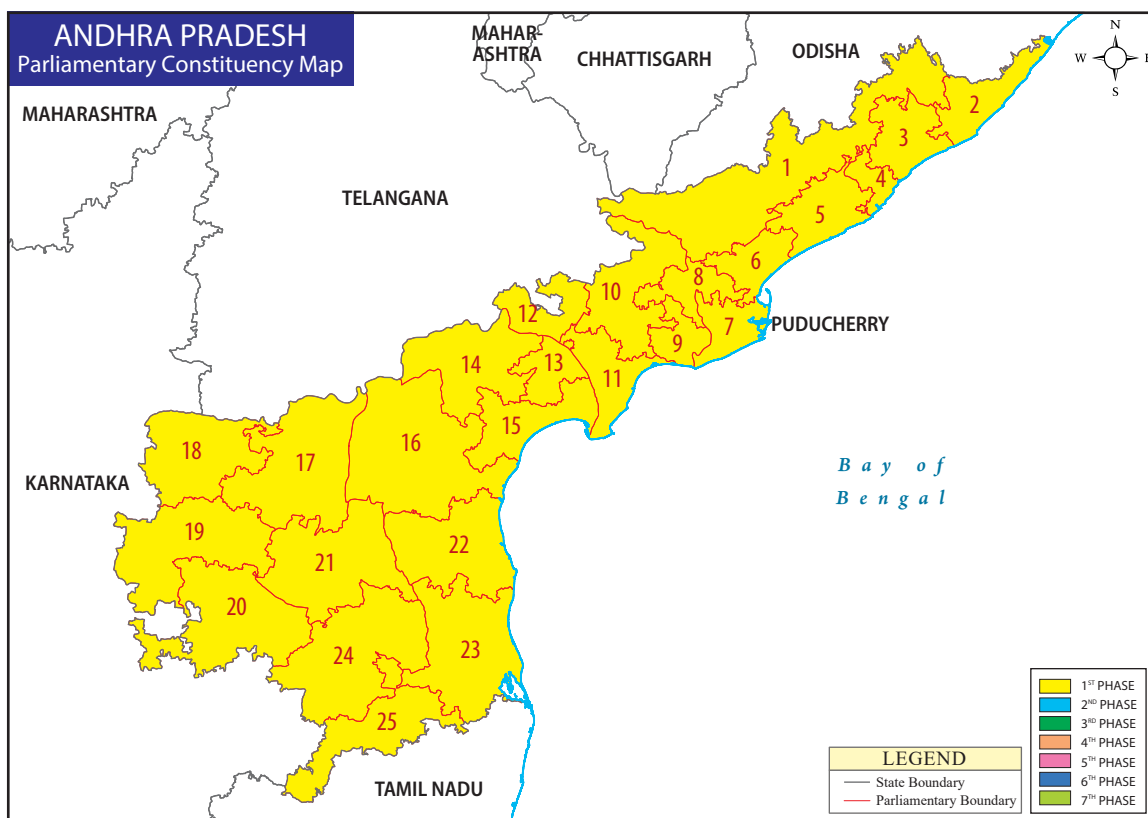 ANDHRA PRADESH
Parliamentary Constituency Map
MAHAR-
ASHTRA
CHHATTISGARH
ODISHA
N
W
E
S
MAHARASHTRA
TELANGANA
PUDUCHERRY
KARNATAKA
TAMIL NADU
Bay of
Bengal
1
2
3
4
5
6
7
8
9
10
11
12
13
14
15
16
17
18
19
20
21
22
23
24
25
LEGEND
State Boundary
Parliamentary Boundary
1ST PHASE
2ND PHASE
3RD PHASE
4TH PHASE
5TH PHASE
6TH PHASE
7TH PHASE